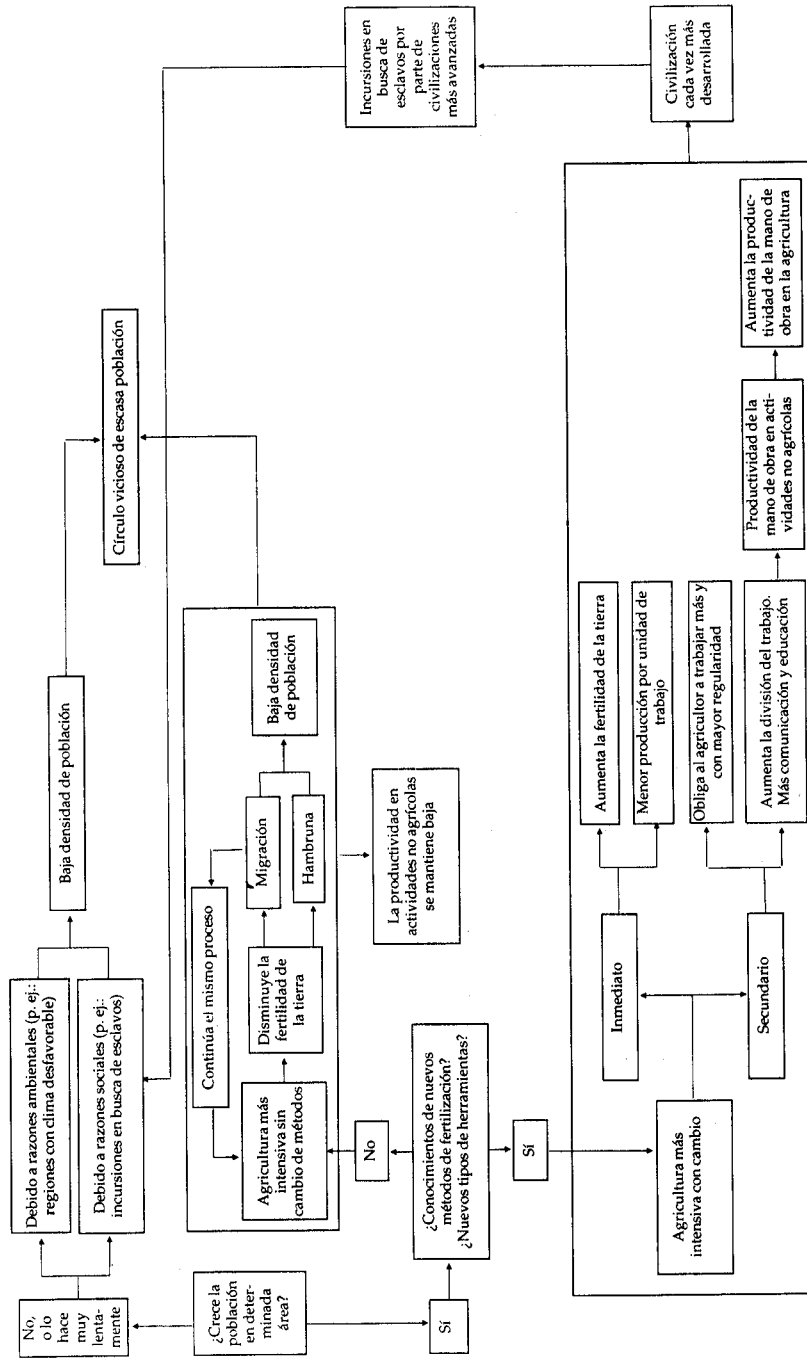 No,
o lo
hace
muy
lenta-
mente
Debido a razones ambientales (p. ej.:
regiones con clima desfavorable)
Debido a razones sociales (p. ej.:
incursiones en busca de esclavos)
Baja densidad de población
Círculo vicioso de escasa población
Incursiones en
busca de
esclavos por
parte de
civilizaciones
más avanzadas
¿Crece la
población
en deter-
minada
área?
Sí
Continúa el mismo proceso
Agricultura más
intensiva sin
cambio de métodos
Disminuye la
fertilidad de
la tierra
Migración
Hambruna
Baja densidad
de población
No
¿Conocimientos de nuevos
métodos de fertilización?
¿Nuevos tipos de herramientas?
La productividad en
actividades no agrícolas
se mantiene baja
Sí
Agricultura más
intensiva con cambio
Inmediato
Secundario
Aumenta la fertilidad de la tierra
Menor producción por unidad de
trabajo
Obliga al agricultor a trabajar más y
con mayor regularidad
Aumenta la división del trabajo.
Más comunicación y educación
Productividad de la
mano de obra en acti-
vidades no agrícolas
Aumenta la produc-
tividad de la mano de
obra en la agricultura
Civilización
cada vez más
desarrollada